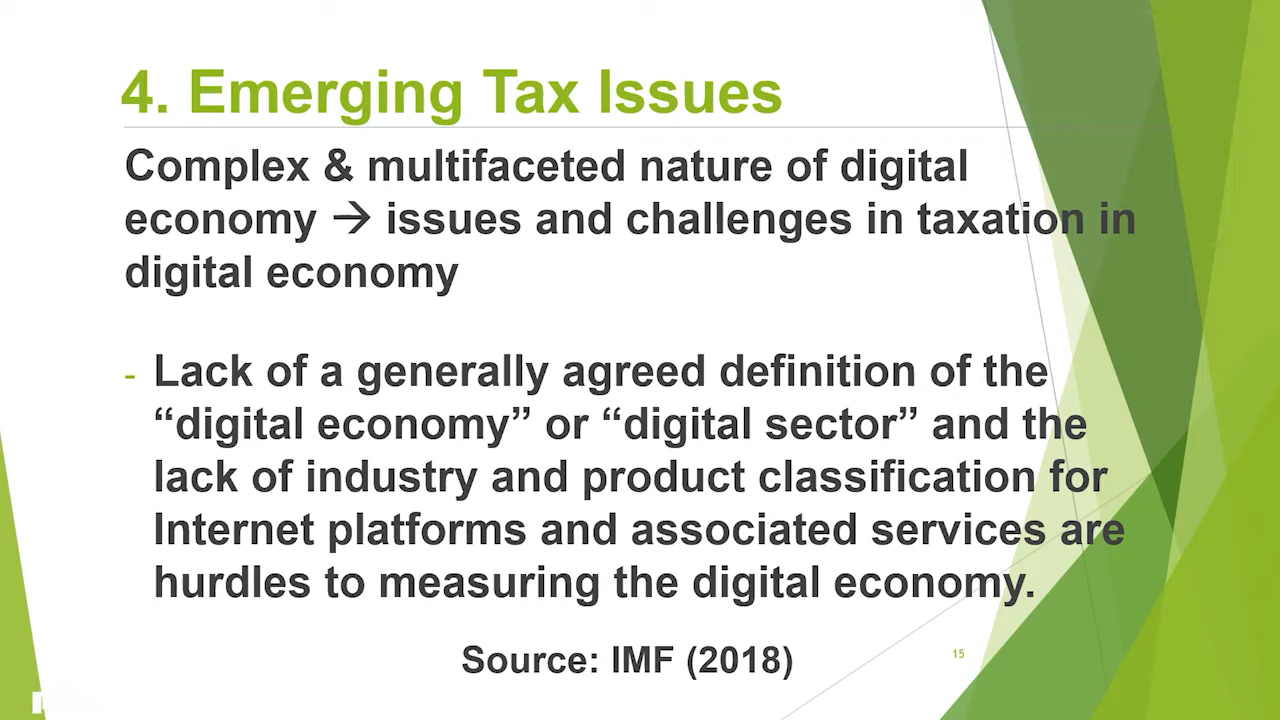 4. Emerging Tax Issues
Complex & multifaceted nature of digital
economy → issues and challenges in taxation in
digital economy
- Lack of a generally agreed definition of the
“digital economy” or “digital sector” and the
lack of industry and product classification for
Internet platforms and associated services are
hurdles to measuring the digital economy.
Source: IMF (2018)
15